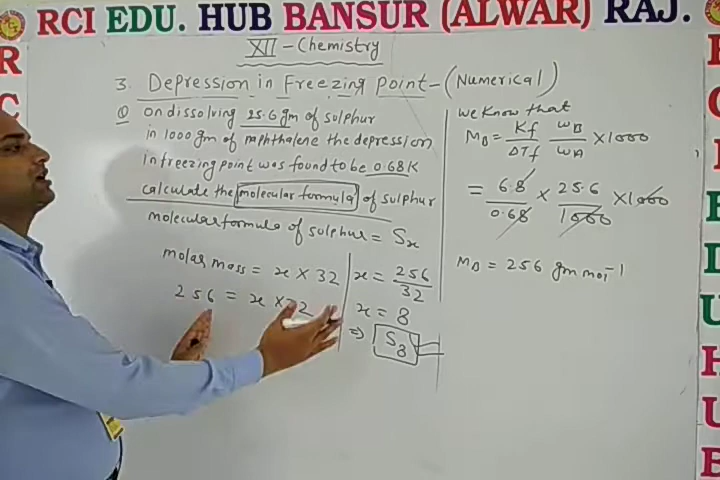 RCI EDU. HUB BANSUR (ALWAR) RAJ.
XII - Chemistry
3. Depression in Freezing Point - (Numerical)
Q on dissolving 25.6 gm of sulphur
in 1000 gm of naphthalene the depression
in freezing point was found to be 0.68 K
calculate the molecular formula of sulphur
molecular formula of sulphur = Sx
molar mass = x × 32
256 = x × 32
x = 256/32
x = 8
⇒ S8
we know that
MB = Kf/ΔTf WB/WA × 1000
= 6.8/0.68 × 25.6/1000 × 1000
MB = 256 gm mol-1
R
C
R
C
I
E
D
U
H
U
B